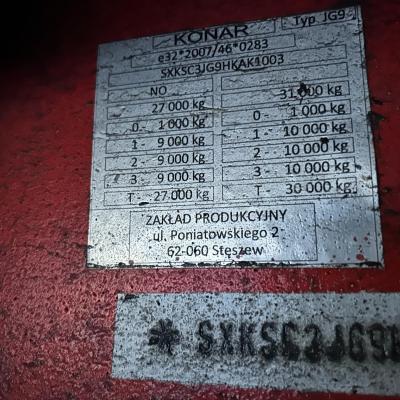 KONAR
Typ JG9
e32*2007/46*0283
SXKSC3JG9HKAK1003
NO
27 000 kg 31 000 kg
0 - 1 000 kg 0 - 1 000 kg
1 - 9 000 kg 1 - 10 000 kg
2 - 9 000 kg 2 - 10 000 kg
3 - 9 000 kg 3 - 10 000 kg
T - 27 000 kg T - 30 000 kg
ZAKŁAD PRODUKCYJNY
ul. Poniatowskiego 2
62-060 Stęszew
* SXKSC3JG9H